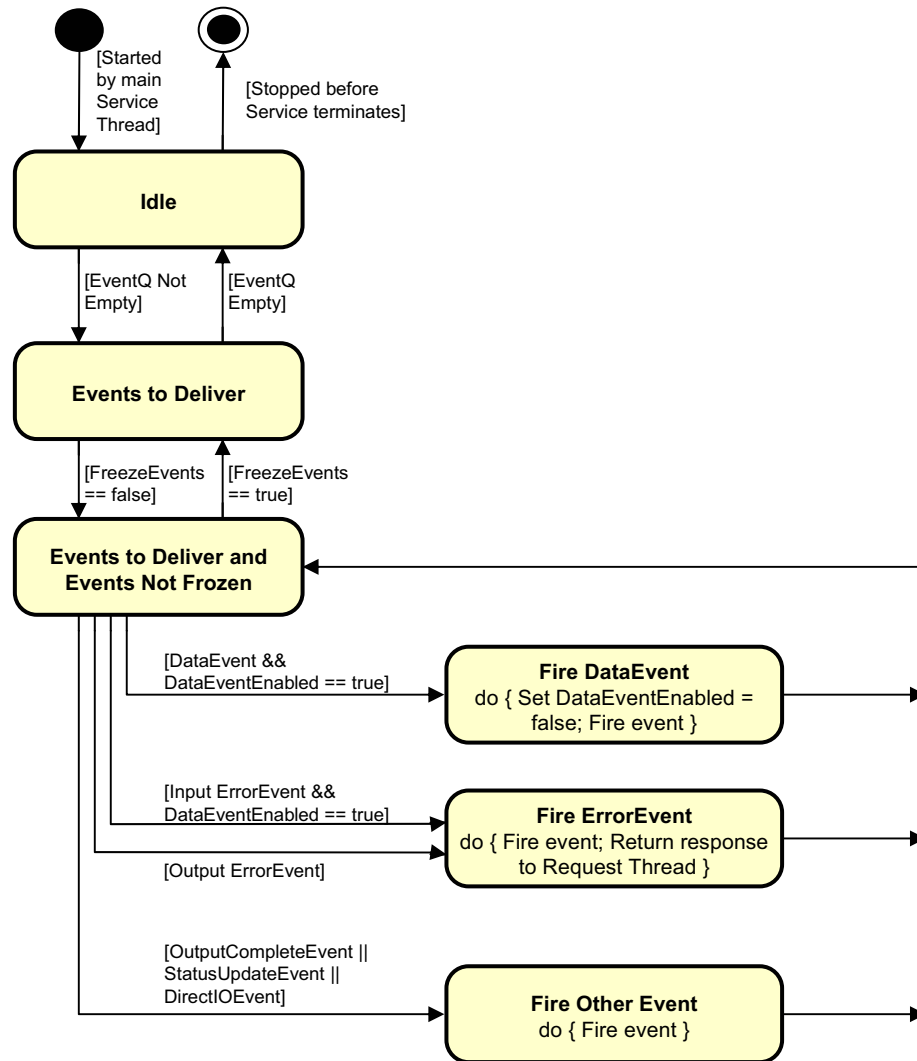 [Started
by main
Service
Thread]
[Stopped before
Service terminates]
Idle
[EventQ Not
Empty]
[EventQ
Empty]
Events to Deliver
[FreezeEvents
== false]
[FreezeEvents
== true]
Events to Deliver and
Events Not Frozen
[DataEvent &&
DataEventEnabled == true]
Fire DataEvent
do { Set DataEventEnabled =
false; Fire event }
[Input ErrorEvent &&
DataEventEnabled == true]
[Output ErrorEvent]
Fire ErrorEvent
do { Fire event; Return response
to Request Thread }
[OutputCompleteEvent ||
StatusUpdateEvent ||
DirectIOEvent]
Fire Other Event
do { Fire event }